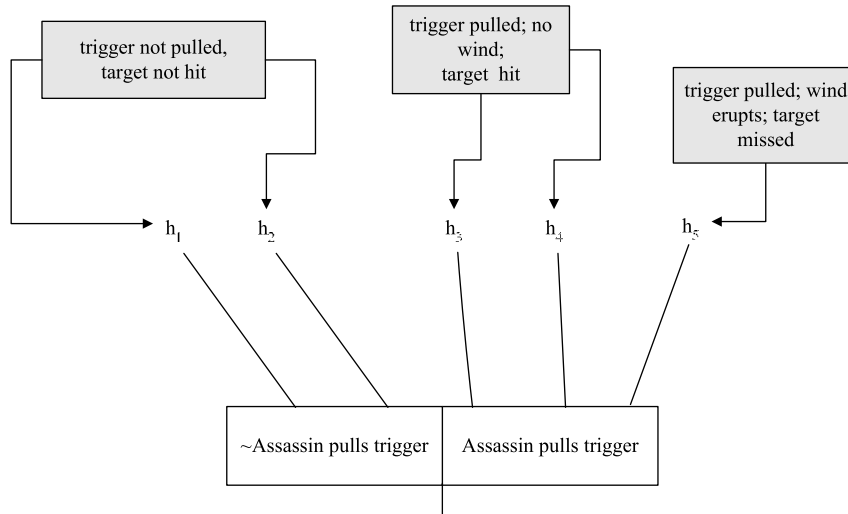 trigger not pulled,
target not hit
trigger pulled; no
wind;
target hit
trigger pulled; wind
erupts; target
missed
h1
h2
h3
h4
h5
~Assassin pulls trigger
Assassin pulls trigger